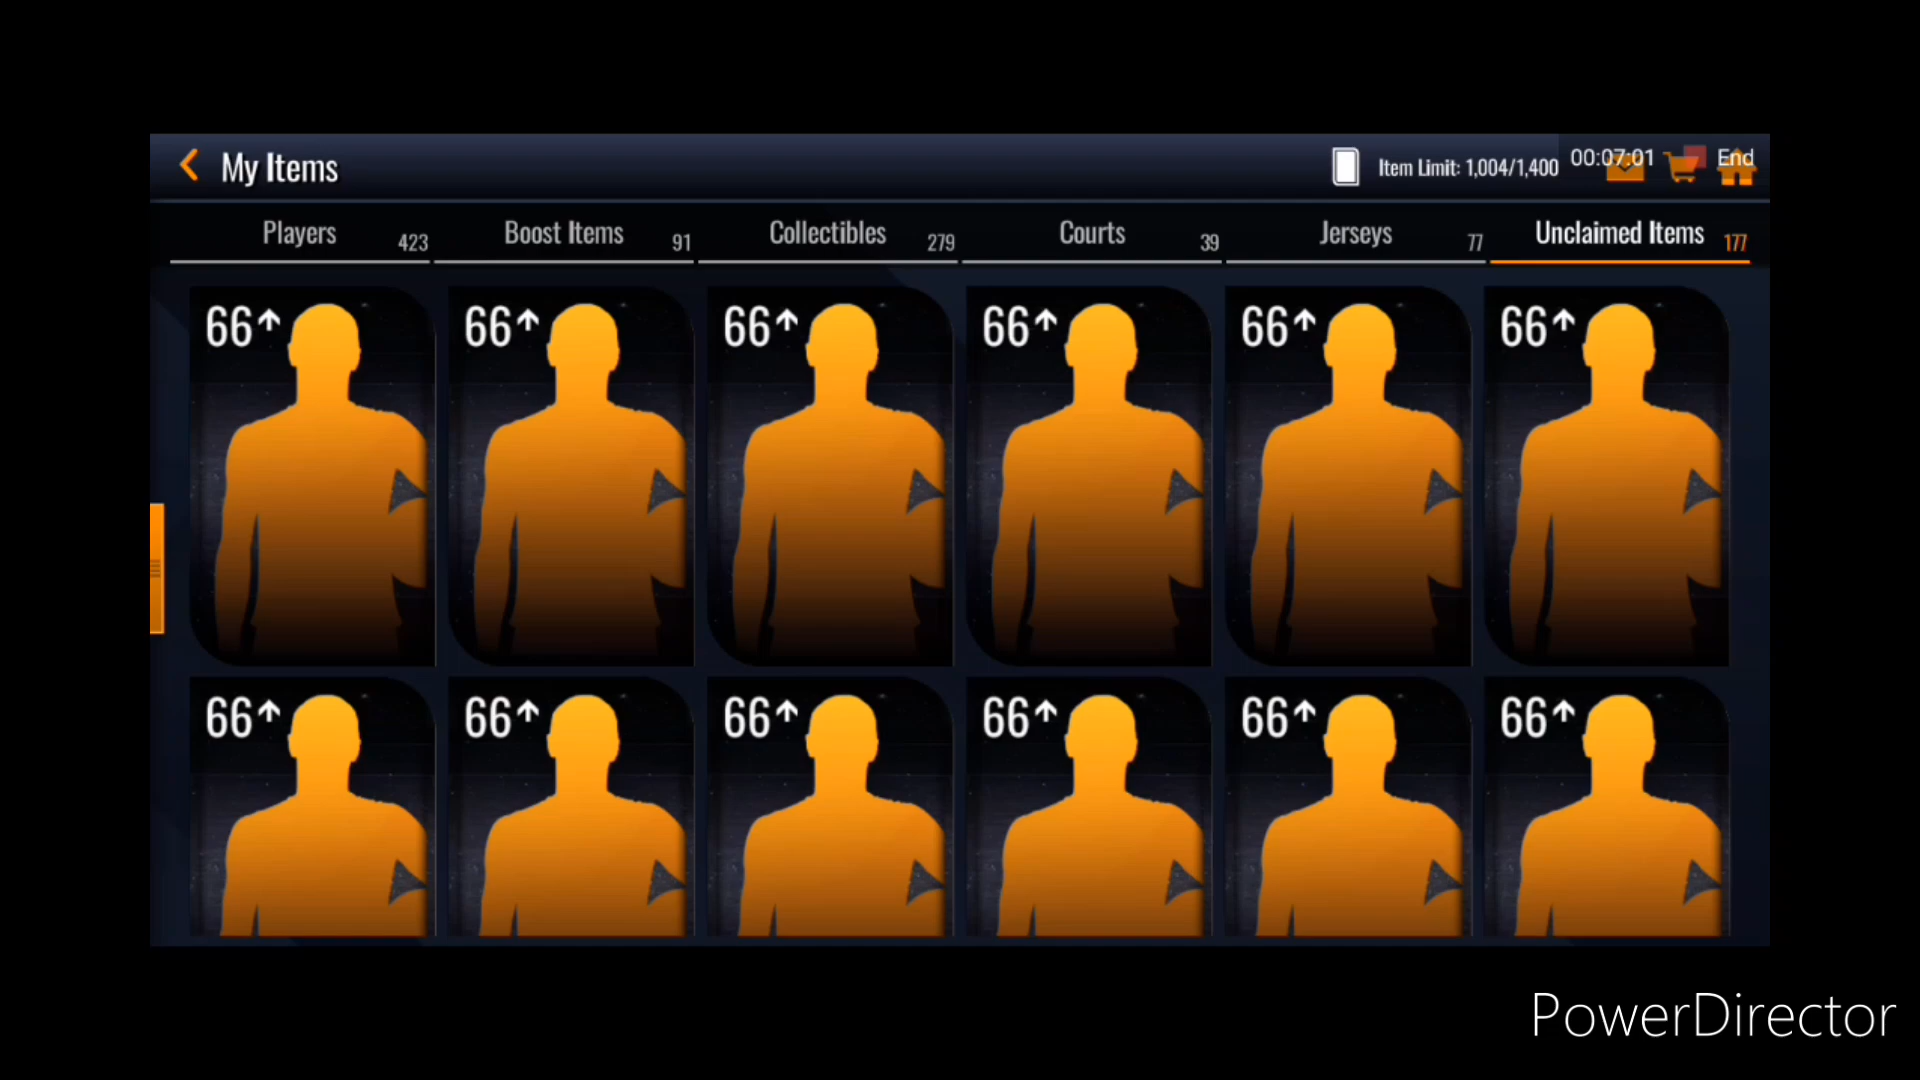 My Items
Item Limit: 1,004/1,400
00:07:01
End
Players 423
Boost Items 91
Collectibles 279
Courts 39
Jerseys 77
Unclaimed Items 177
66 66 66 66 66 66
66 66 66 66 66 66
PowerDirector